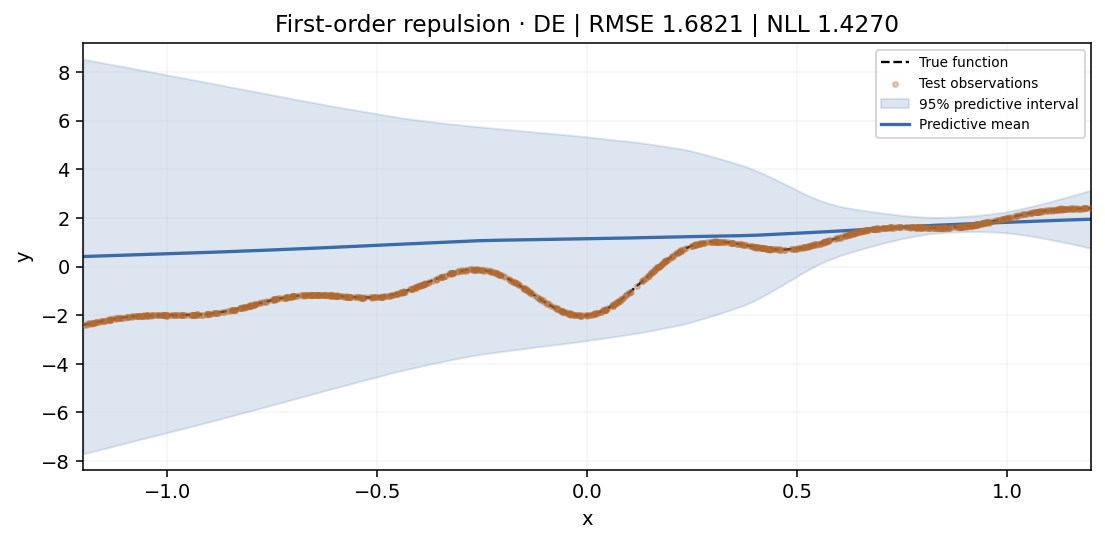 First-order repulsion · DE | RMSE 1.6821 | NLL 1.4270
True function
Test observations
95% predictive interval
Predictive mean
y
8
6
4
2
0
−2
−4
−6
−8
−1.0
−0.5
0.0
0.5
1.0
x